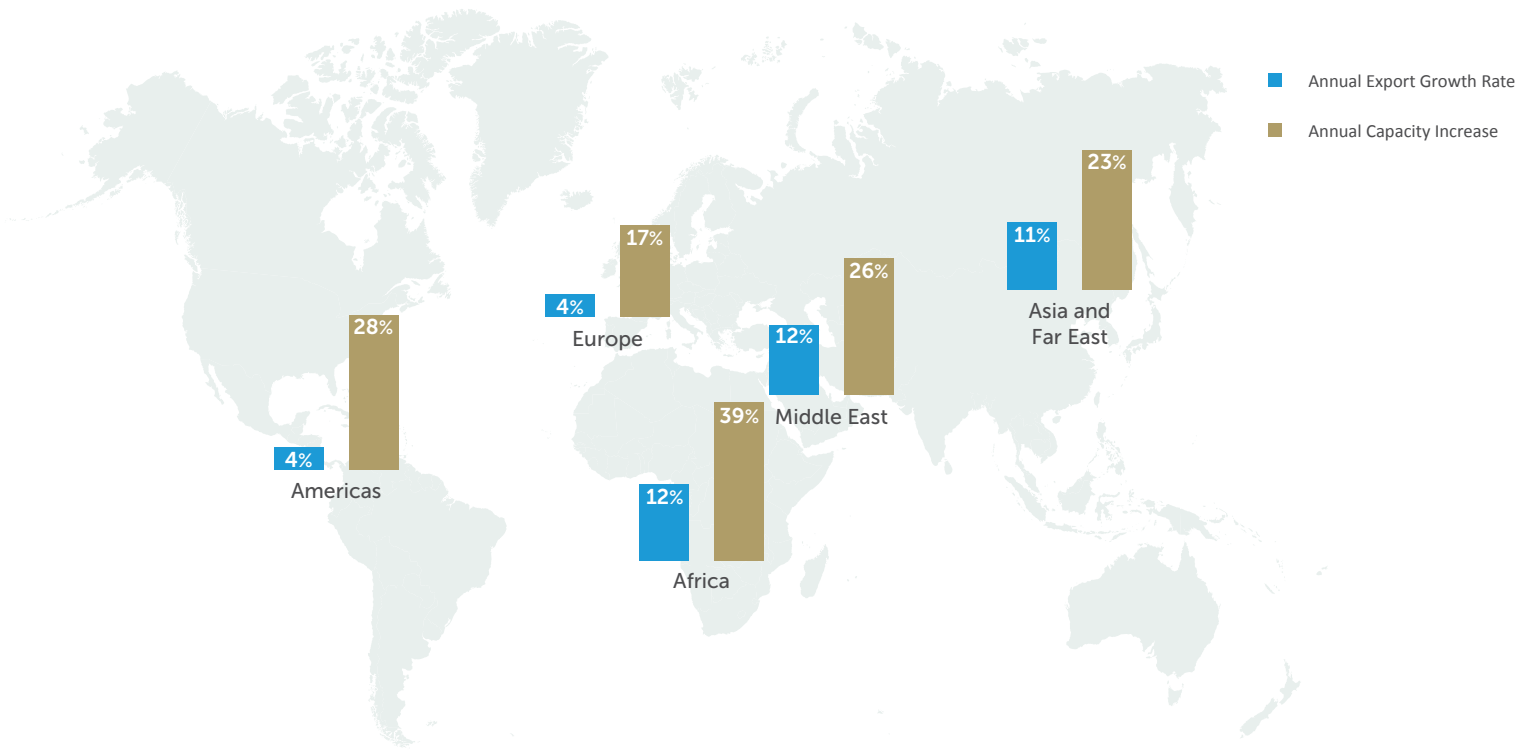 Annual Export Growth Rate
Annual Capacity Increase
23%
11%
Asia and
Far East
17%
4%
Europe
26%
12%
Middle East
28%
4%
Americas
39%
12%
Africa